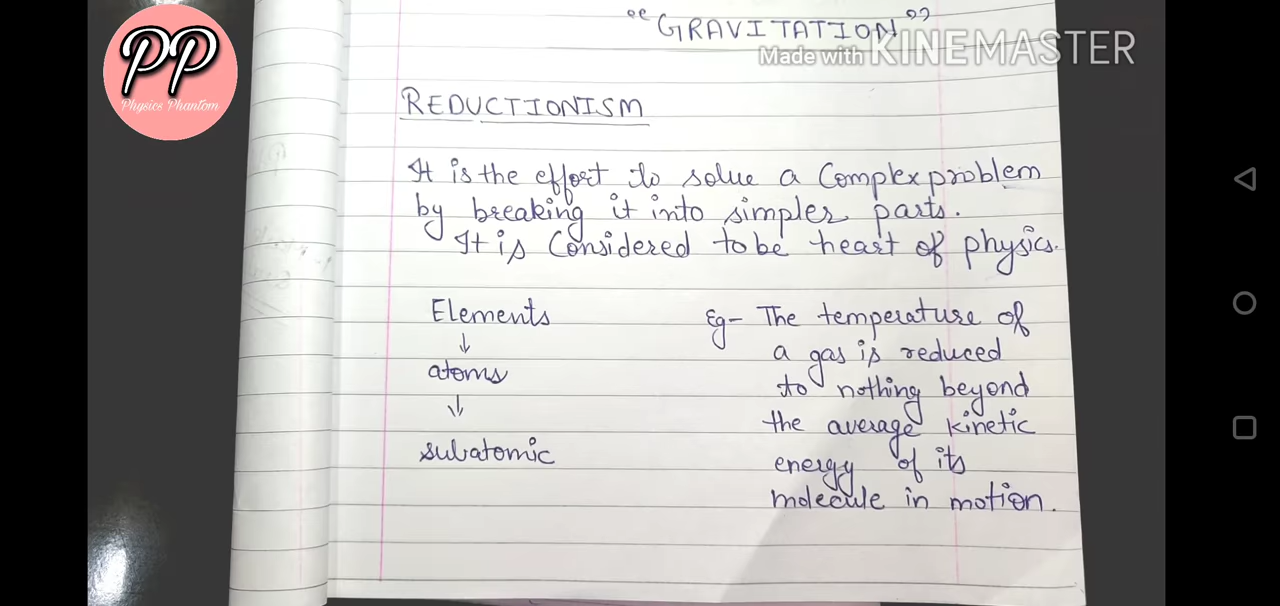 PP
Physics Phantom
"GRAVITATION"
Made with KINEMASTER
REDUCTIONISM
It is the effort to solve a Complex problem
by breaking it into simpler parts.
It is Considered to be heart of physics.
Elements
↓
atoms
↓
subatomic
Eg- The temperature of
a gas is reduced
to nothing beyond
the average kinetic
energy of its
molecule in motion.